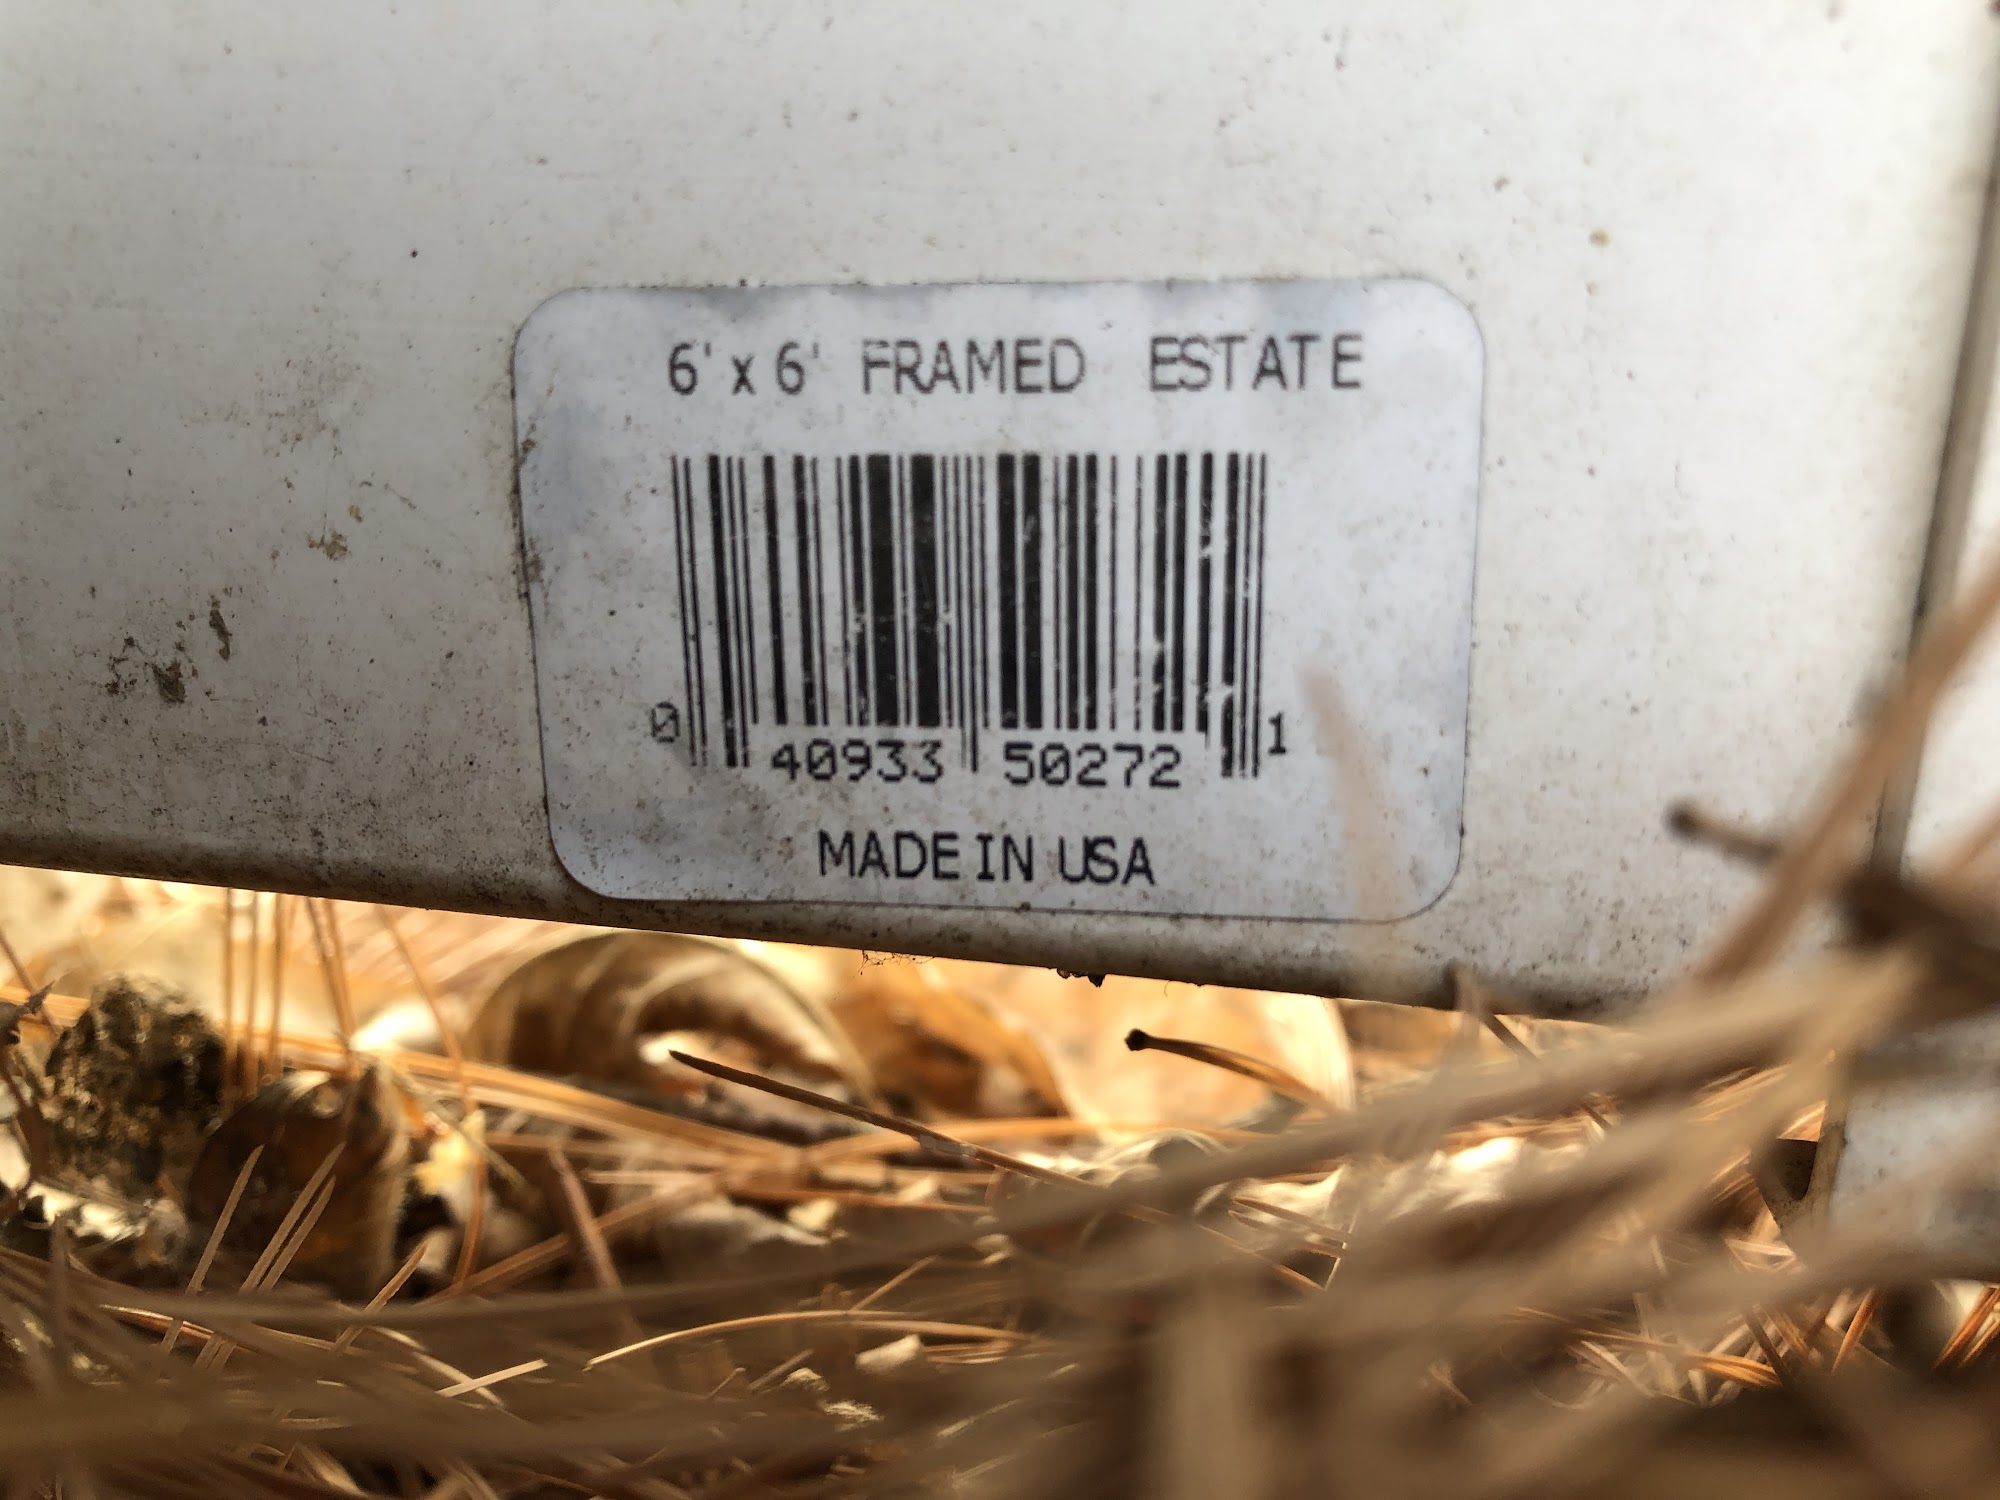 6' x 6' FRAMED ESTATE
0 40933 50272 1
MADE IN USA